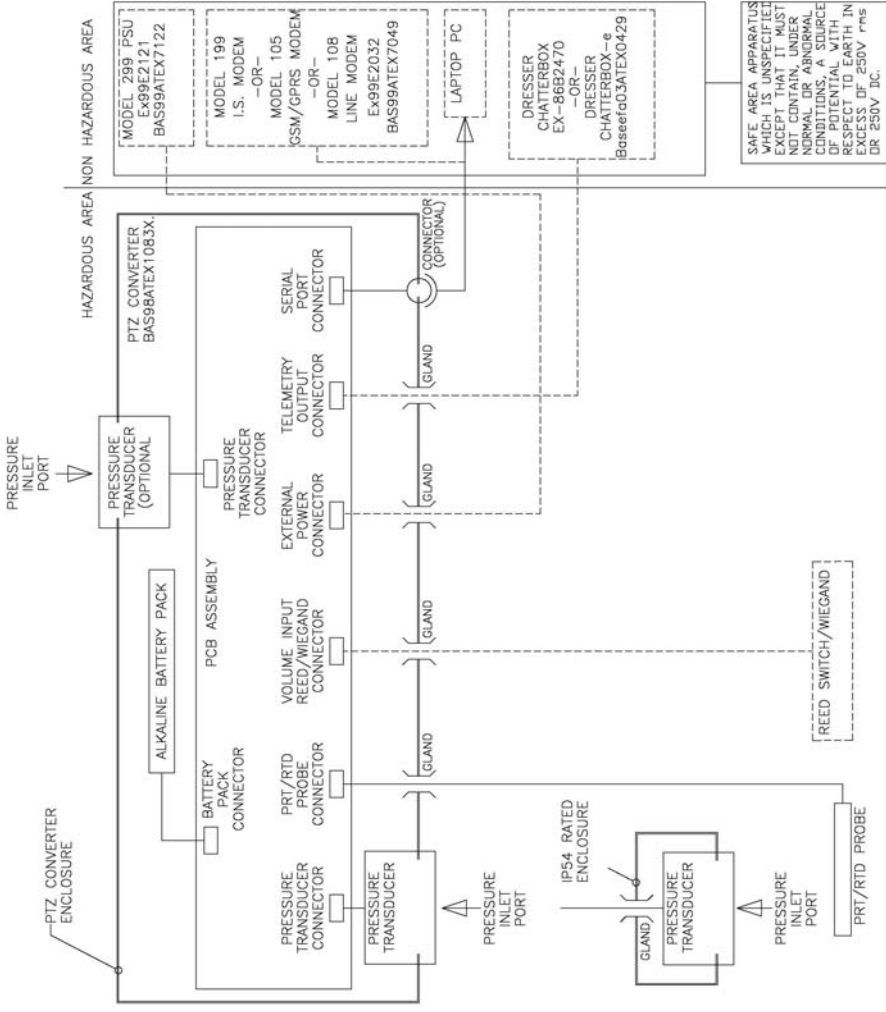 HAZARDOUS AREA
NON HAZARDOUS AREA
MODEL 299 PSU
Ex99E2121
BAS99ATEX7122
MODEL 199
I.S. MODEM
-OR-
MODEL 105
GSM/GPRS MODEM
-OR-
MODEL 108
LINE MODEM
Ex99E2032
BAS99ATEX7049
LAPTOP PC
DRESSER
CHATTERBOX
EX-86B2470
-OR-
DRESSER
CHATTERBOX-e
Baseefa03ATEX0429
SAFE AREA APPARATUS
WHICH IS UNSPECIFIED
EXCEPT THAT IT MUST
NOT CONTAIN, UNDER
NORMAL OR ABNORMAL
CONDITIONS, A SOURCE
OF POTENTIAL WITH
RESPECT TO EARTH IN
EXCESS OF 250V rms
OR 250V DC.
PTZ CONVERTER
BAS98ATEX1083X.
PRESSURE
INLET
PORT
PRESSURE
TRANSDUCER
(OPTIONAL
PRESSURE
TRANSDUCER
CONNECTOR
ALKALINE BATTERY PACK
PCB ASSEMBLY
BATTERY
PACK
CONNECTOR
PTZ CONVERTER
ENCLOSURE
PRESSURE
TRANSDUCER
CONNECTOR
PRT/RTD
PROBE
CONNECTOR
VOLUME INPUT
REED/WIEGAND
CONNECTOR
EXTERNAL
POWER
CONNECTOR
TELEMETRY
OUTPUT
CONNECTOR
SERIAL
PORT
CONNECTOR
CONNECTOR
(OPTIONAL)
GLAND
GLAND
GLAND
GLAND
PRESSURE
TRANSDUCER
PRESSURE
INLET
PORT
IP54 RATED
ENCLOSURE
GLAND
PRESSURE
TRANSDUCER
PRESSURE
INLET
PORT
PRT/RTD PROBE
REED SWITCH/WIEGAND